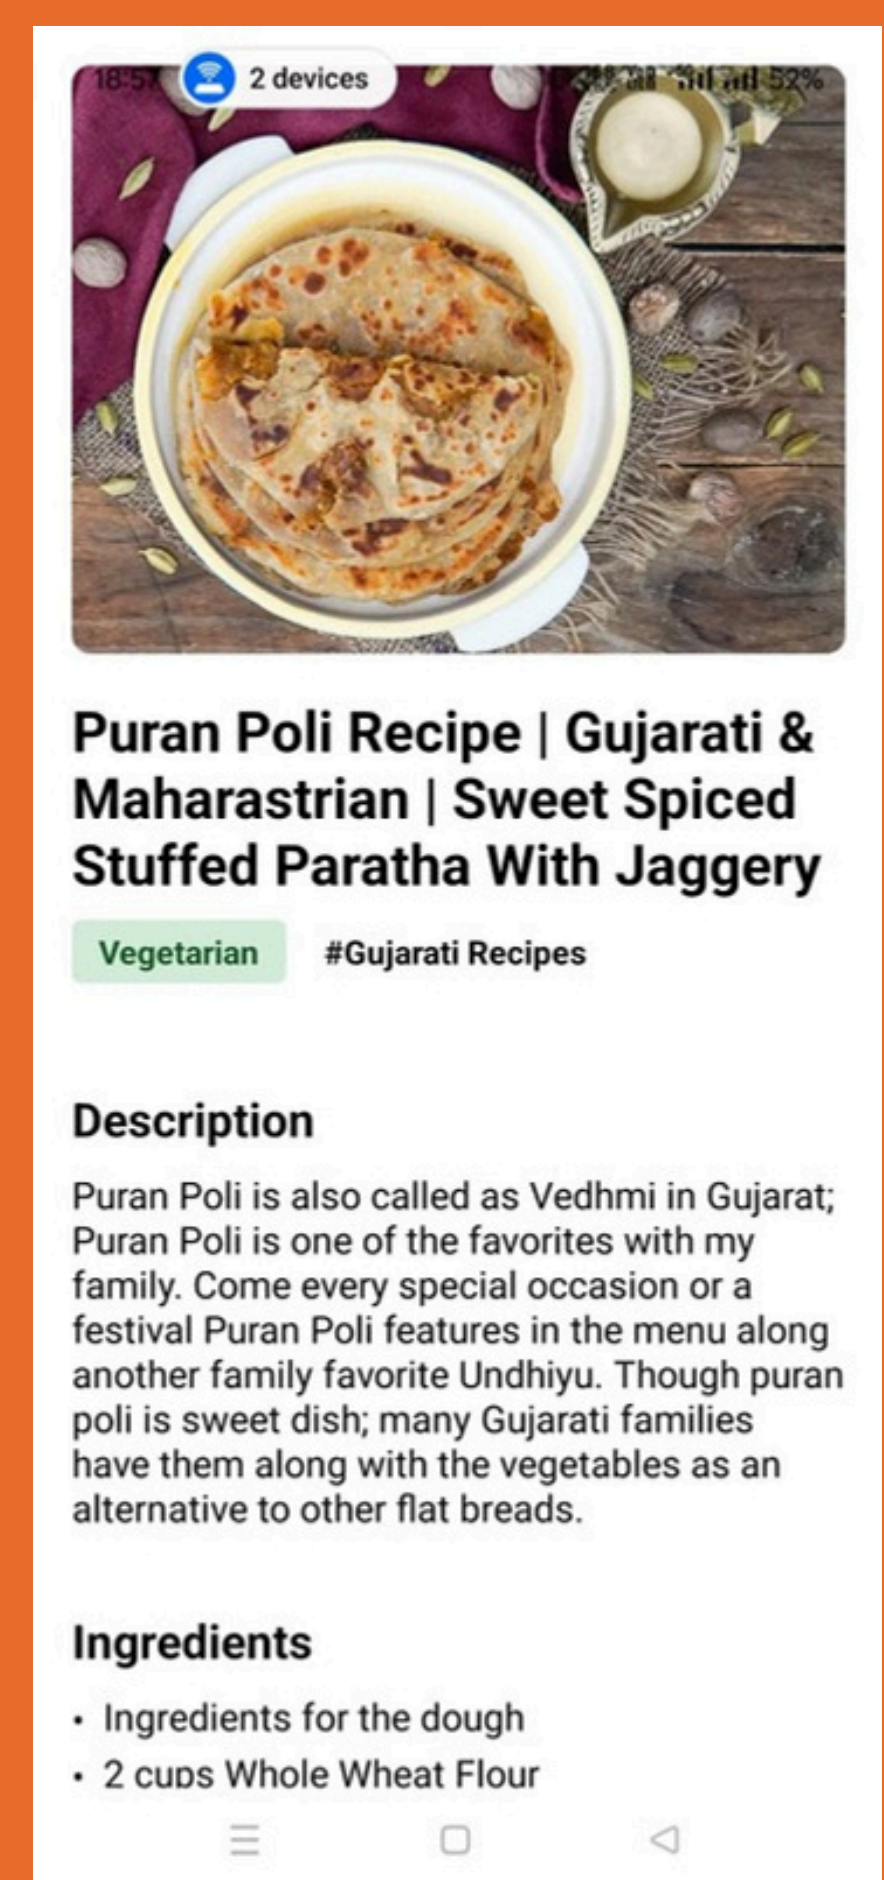 2 devices
52%
Puran Poli Recipe | Gujarati &
Maharastrian | Sweet Spiced
Stuffed Paratha With Jaggery
Vegetarian
#Gujarati Recipes
Description
Puran Poli is also called as Vedhmi in Gujarat;
Puran Poli is one of the favorites with my
family. Come every special occasion or a
festival Puran Poli features in the menu along
another family favorite Undhiyu. Though puran
poli is sweet dish; many Gujarati families
have them along with the vegetables as an
alternative to other flat breads.
Ingredients
• Ingredients for the dough
• 2 cups Whole Wheat Flour